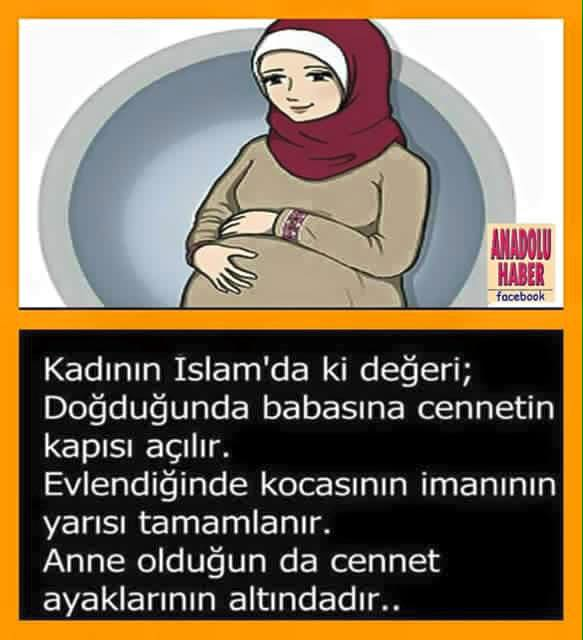 ANADOLU
HABER
facebook
Kadının İslam'da ki değeri;
Doğduğunda babasına cennetin
kapısı açılır.
Evlendiğinde kocasının imanının
yarısı tamamlanır.
Anne olduğun da cennet
ayaklarının altındadır..